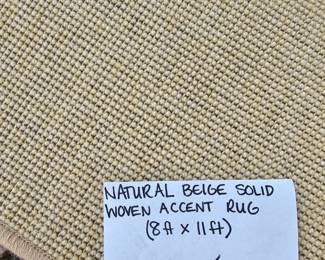 NATURAL BEIGE SOLID
WOVEN ACCENT RUG
(8ft x 11ft)